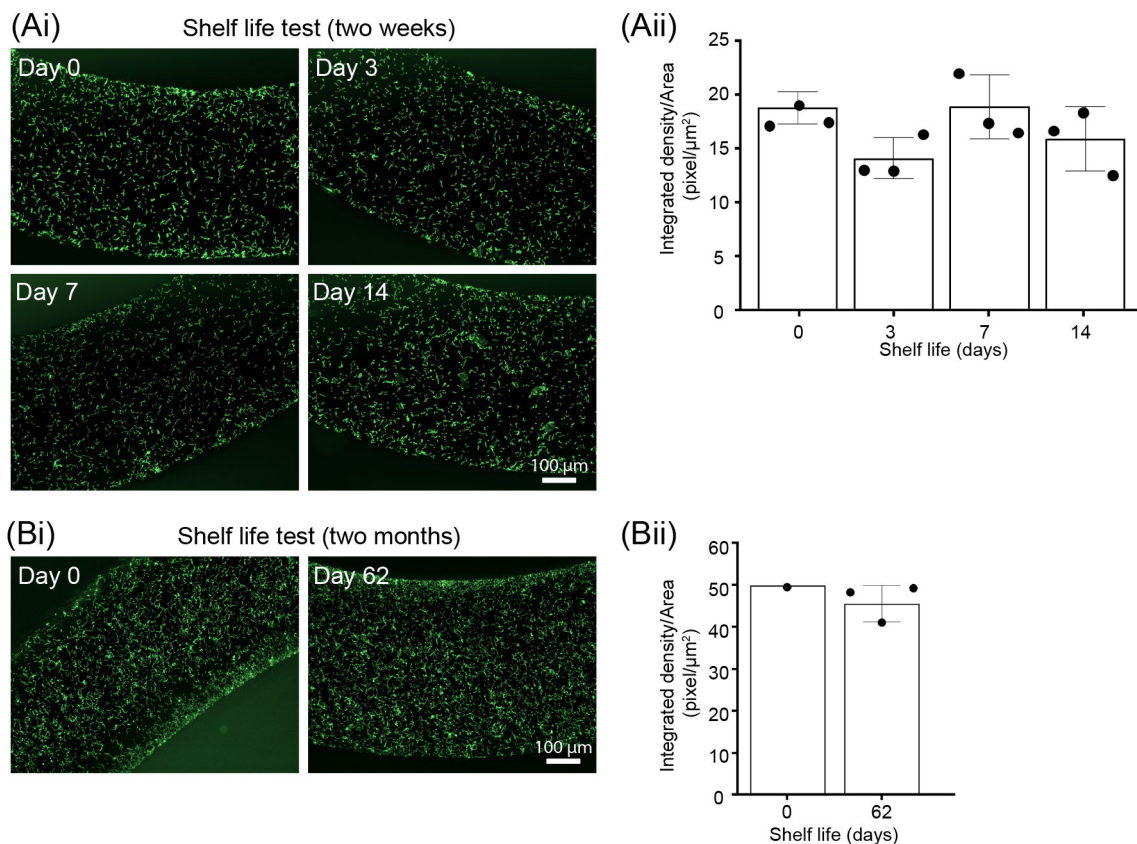 (Ai)
Shelf life test (two weeks)
Day 0
Day 3
Day 7
Day 14
100 µm
(Aii)
Integrated density/Area
(pixel/µm²)
25
20
15
10
5
0
0 3 7 14
Shelf life (days)
(Bi)
Shelf life test (two months)
Day 0
Day 62
100 µm
(Bii)
Integrated density/Area
(pixel/µm²)
60
50
40
30
20
10
0
0 62
Shelf life (days)